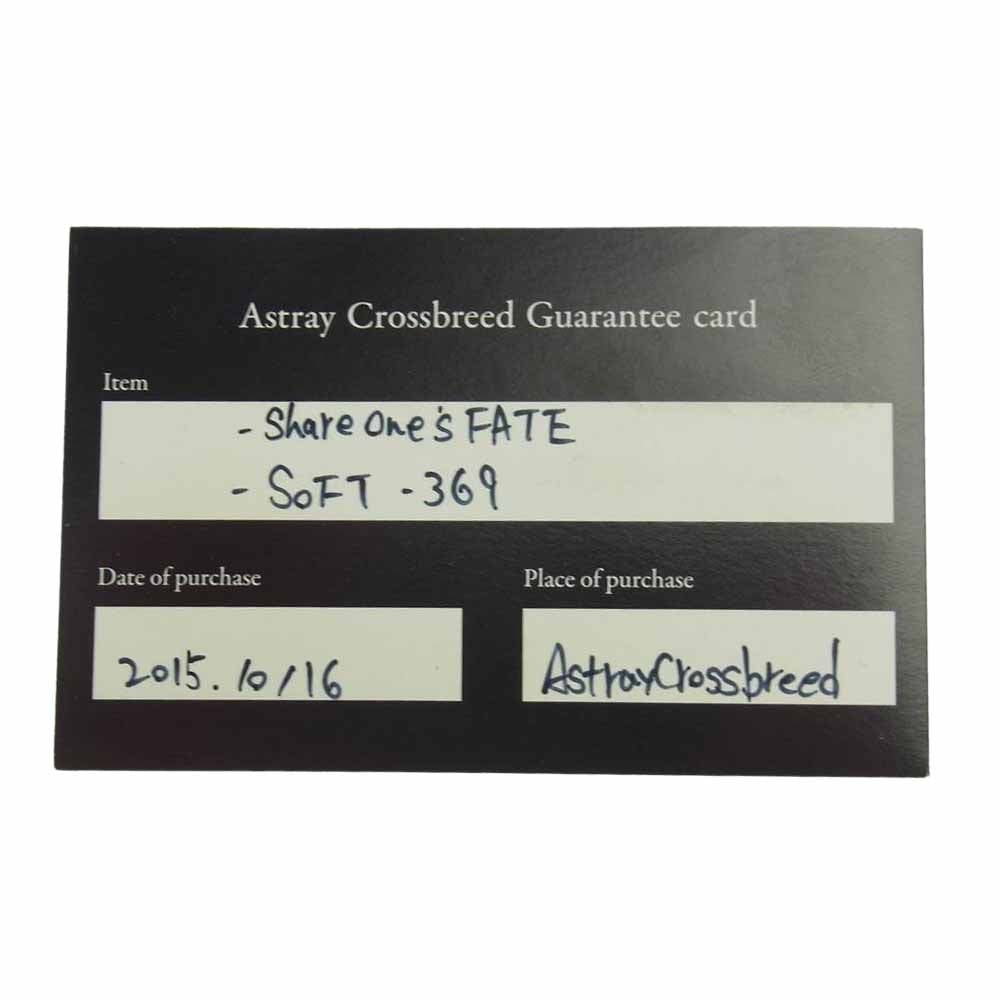 Astray Crossbreed Guarantee card
Item
- Share One's FATE
- SoFT - 369
Date of purchase
2015. 10/16
Place of purchase
AstrayCrossbreed